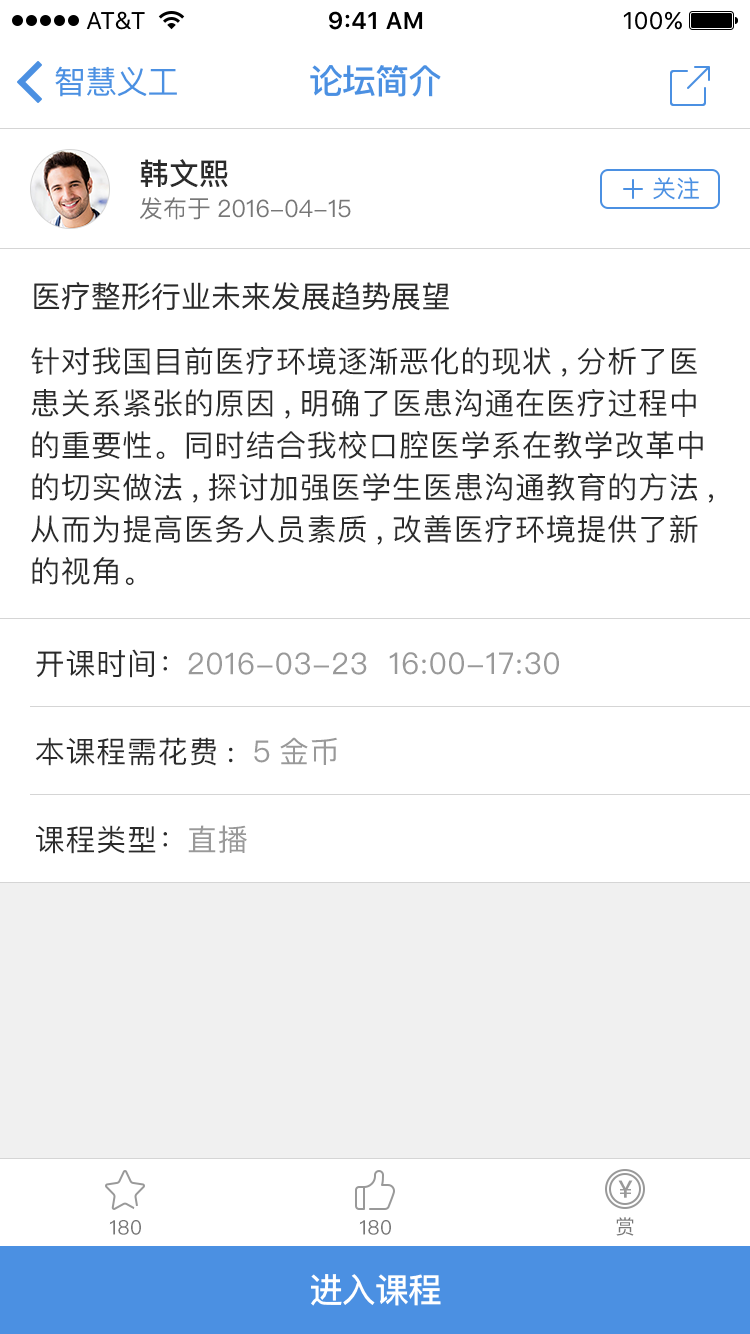 AT&T 9:41 AM 100%
智慧义工 论坛简介
韩文熙
发布于 2016–04–15
+ 关注
医疗整形行业未来发展趋势展望
针对我国目前医疗环境逐渐恶化的现状 , 分析了医
患关系紧张的原因 , 明确了医患沟通在医疗过程中
的重要性。同时结合我校口腔医学系在教学改革中
的切实做法 , 探讨加强医学生医患沟通教育的方法 ,
从而为提高医务人员素质 , 改善医疗环境提供了新
的视角。
开课时间： 2016–03–23 16:00–17:30
本课程需花费 : 5 金币
课程类型： 直播
180 180 赏
进入课程